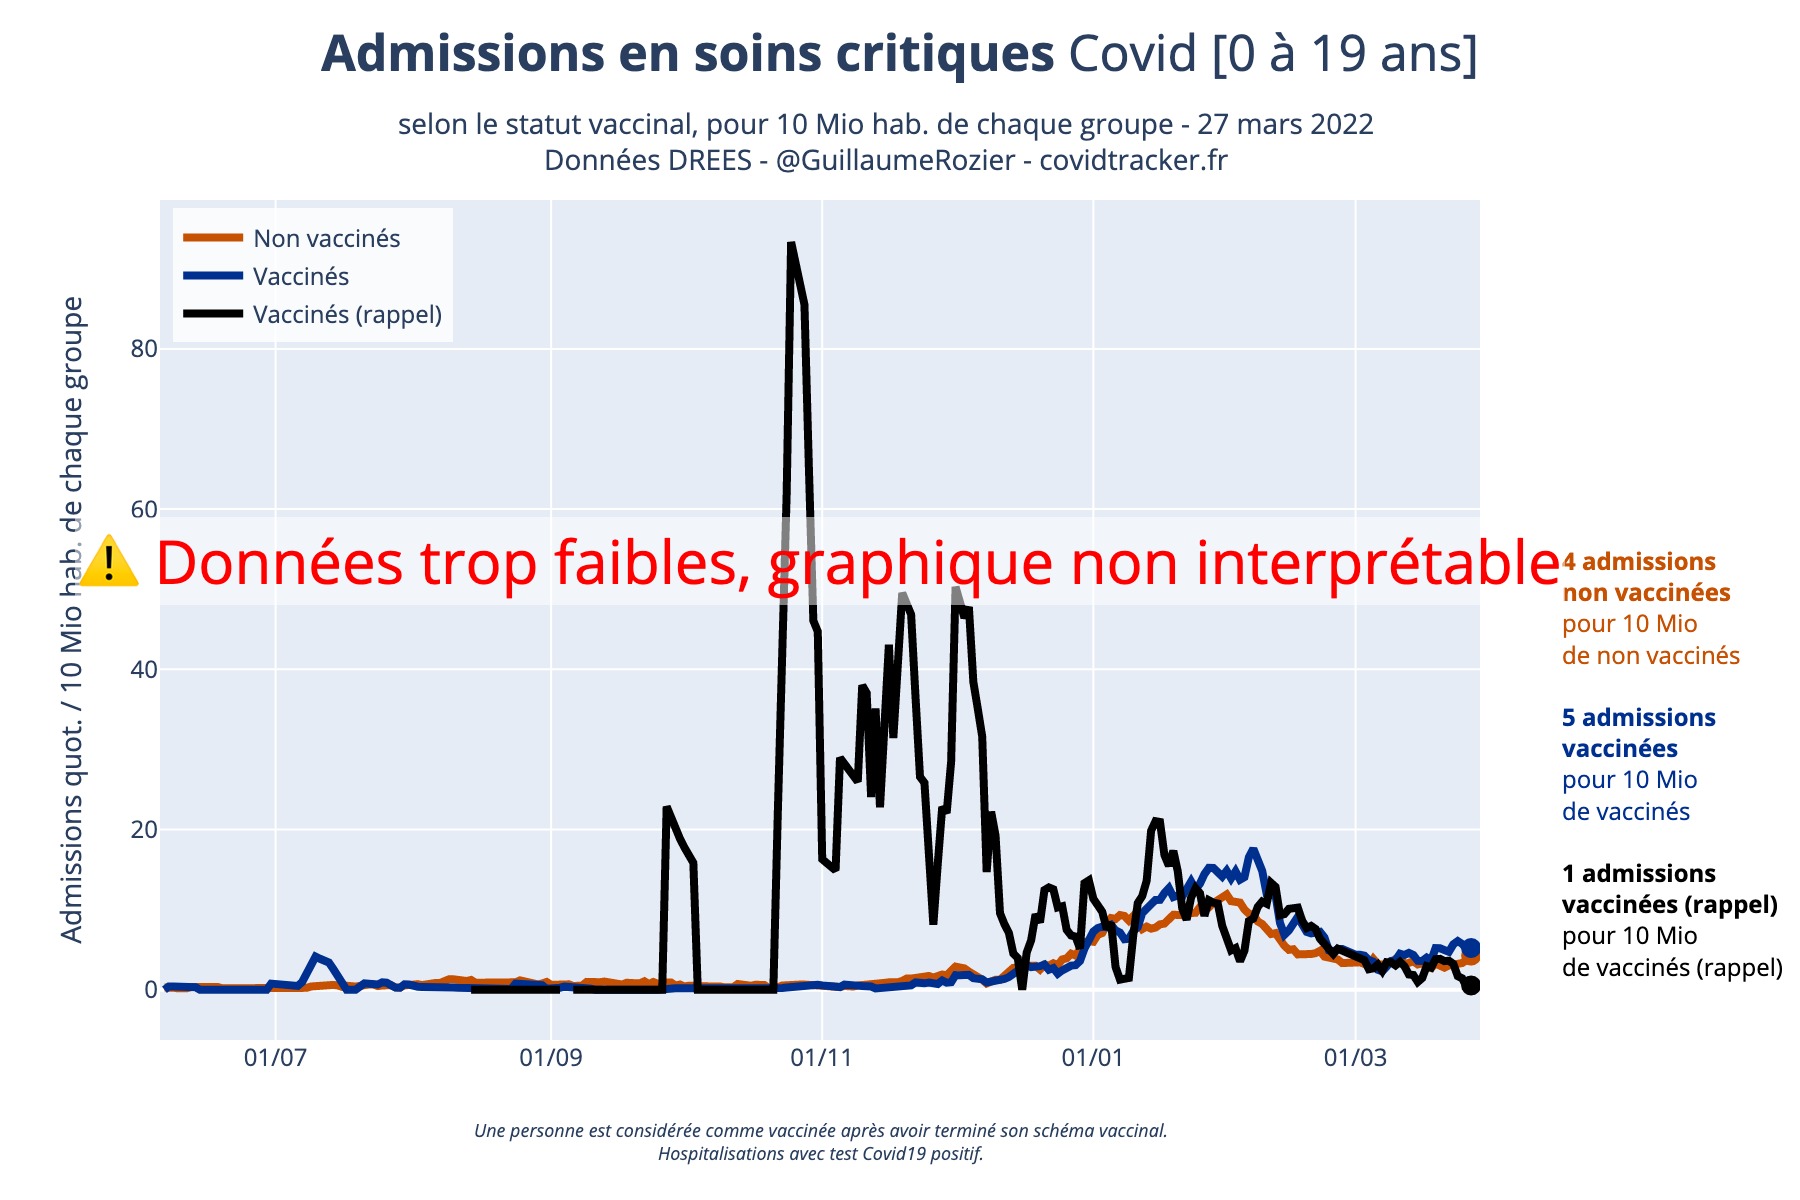 Admissions en soins critiques Covid [0 à 19 ans]
selon le statut vaccinal, pour 10 Mio hab. de chaque groupe - 27 mars 2022
Données DREES - @GuillaumeRozier - covidtracker.fr
Non vaccinés
Vaccinés
Vaccinés (rappel)
Admissions quot. / 10 Mio hab. de chaque groupe
80
60
40
20
0
⚠️ Données trop faibles, graphique non interprétable
4 admissions
non vaccinées
pour 10 Mio
de non vaccinés
5 admissions
vaccinées
pour 10 Mio
de vaccinés
1 admissions
vaccinées (rappel)
pour 10 Mio
de vaccinés (rappel)
01/07
01/09
01/11
01/01
01/03
Une personne est considérée comme vaccinée après avoir terminé son schéma vaccinal.
Hospitalisations avec test Covid19 positif.